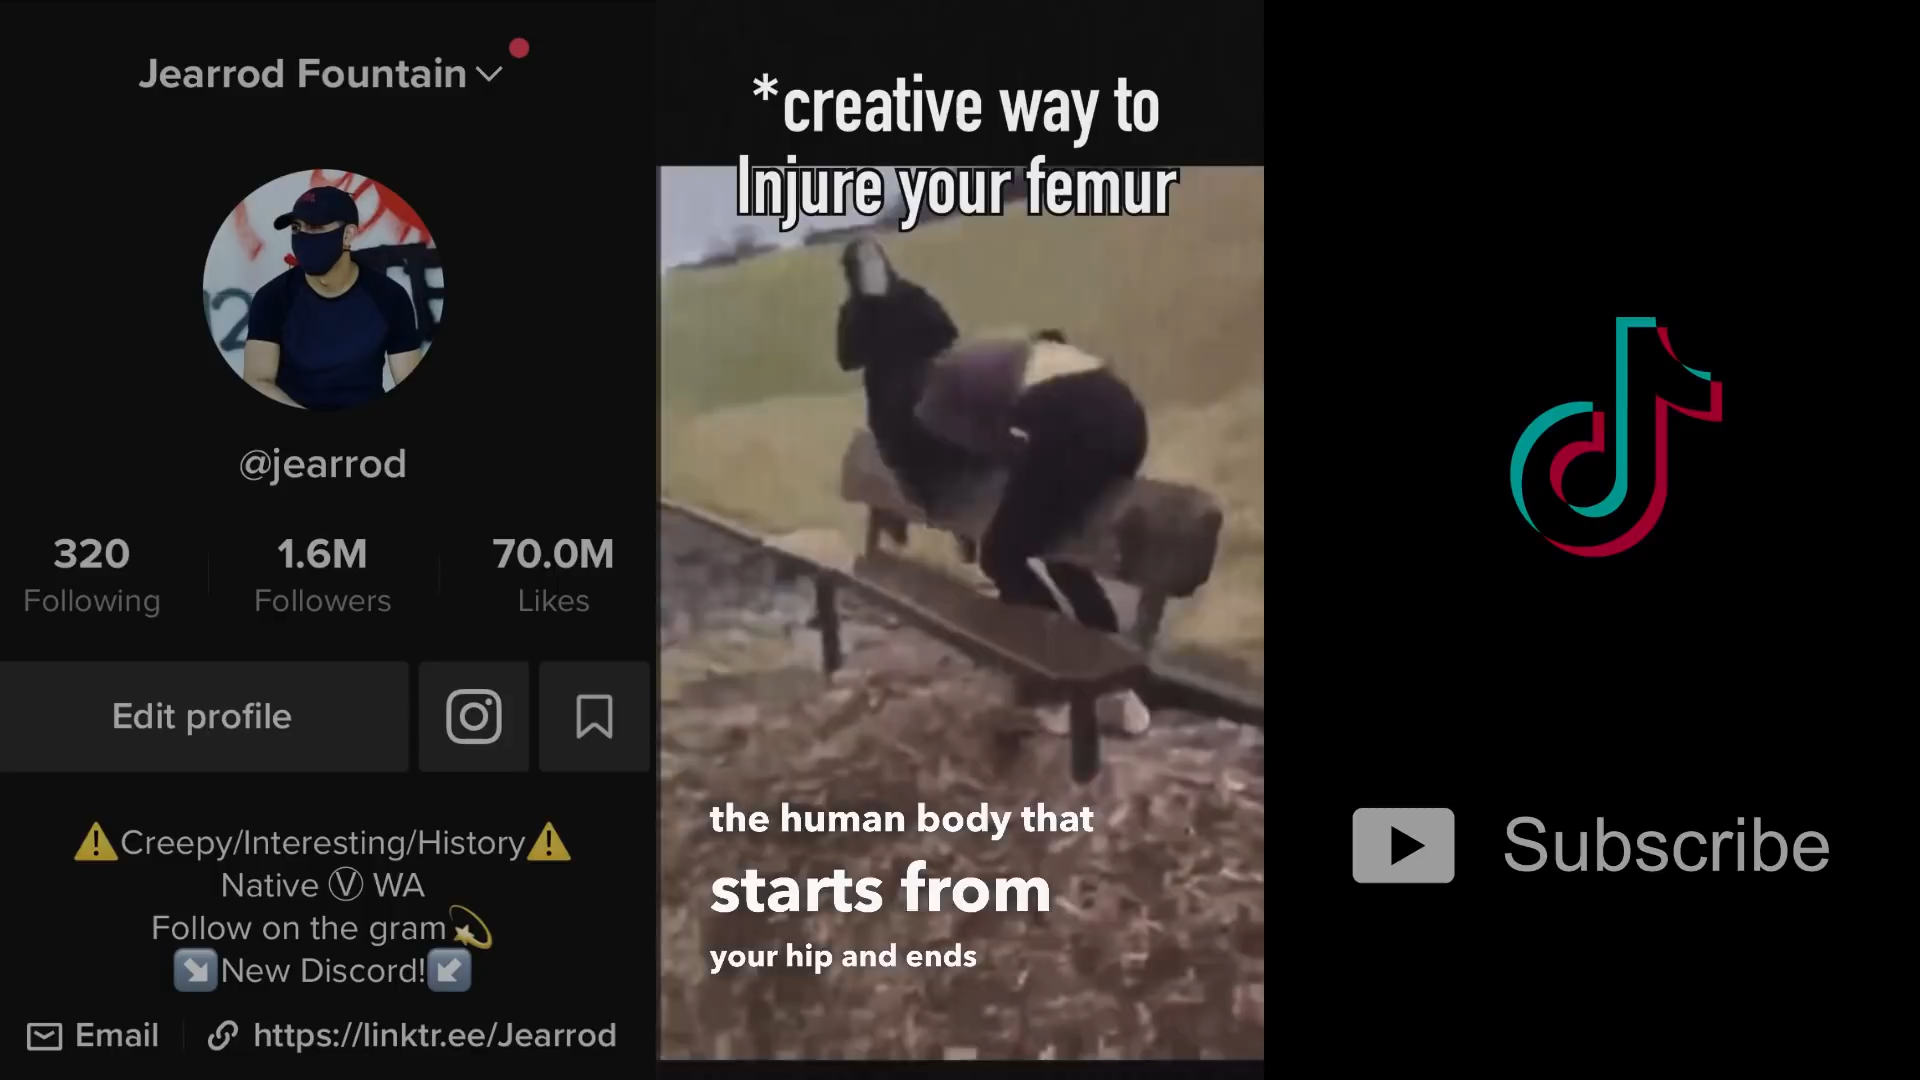 Jearrod Fountain
@jearrod
320
Following
1.6M
Followers
70.0M
Likes
Edit profile
⚠️Creepy/Interesting/History⚠️
Native Ⓥ WA
Follow on the gram💫
↘️New Discord!↙️
Email
https://linktr.ee/Jearrod
*creative way to
Injure your femur
the human body that
starts from
your hip and ends
Subscribe